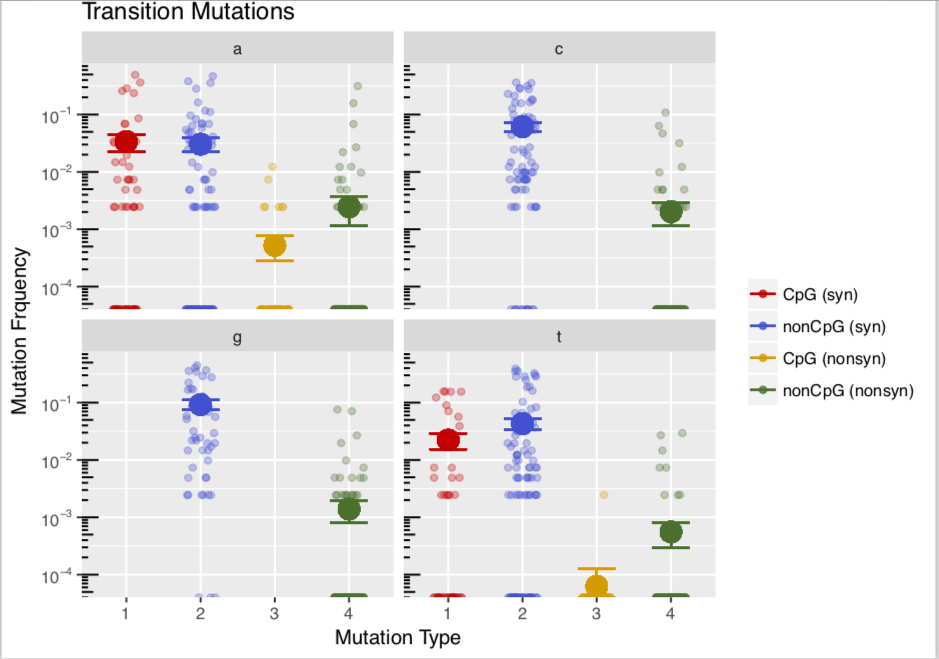 Transition Mutations
a
c
Mutation Frquency
10⁻¹
10⁻²
10⁻³
10⁻⁴
g
t
10⁻¹
10⁻²
10⁻³
10⁻⁴
1 2 3 4
1 2 3 4
Mutation Type
CpG (syn)
nonCpG (syn)
CpG (nonsyn)
nonCpG (nonsyn)